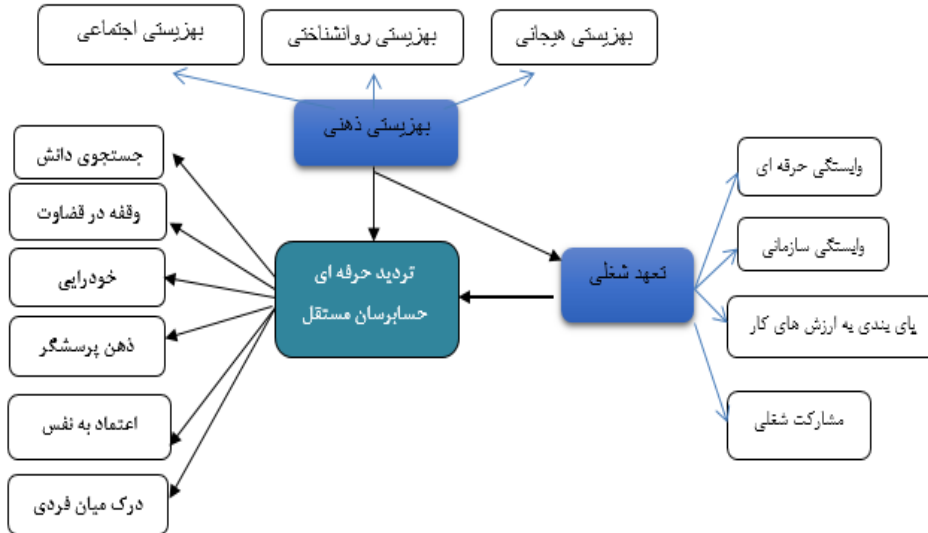 بهزیستی اجتماعی
بهزیستی روانشناختی
بهزیستی هیجانی
بهزیستی ذهنی
جستجوی دانش
وقفه در قضاوت
خودرایی
ذهن پرسشگر
اعتماد به نفس
درک میان فردی
تردید حرفه ای
حسابرسان مستقل
تعهد شغلی
وابستگی حرفه ای
وابستگی سازمانی
پای بندی به ارزش های کار
مشارکت شغلی